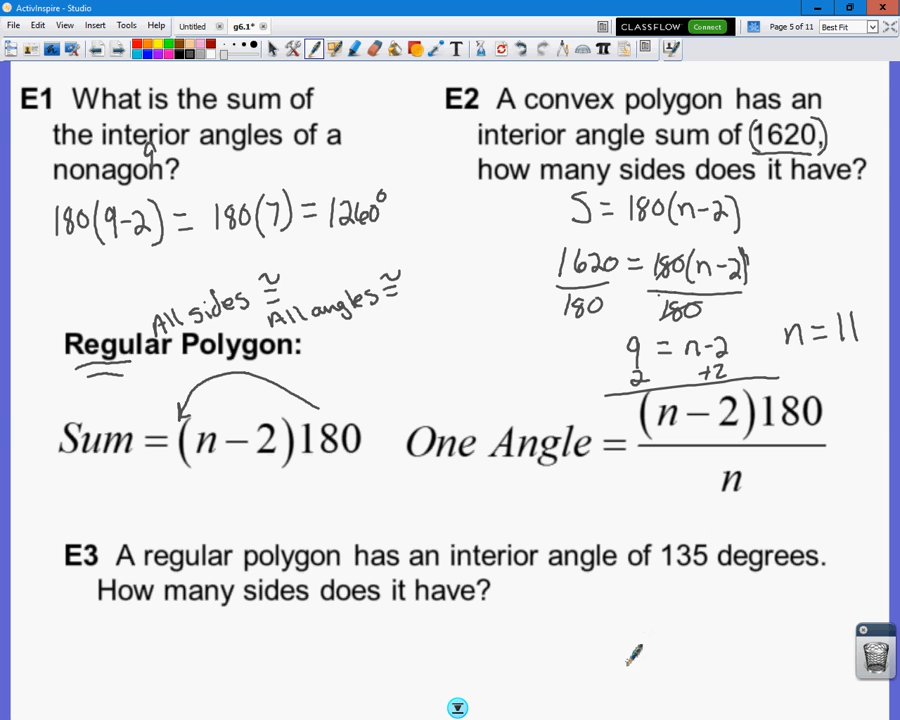 ActivInspire - Studio
File Edit View Insert Tools Help Untitled g6.1* CLASSFLOW Connect Page 5 of 11 Best Fit
E1 What is the sum of
the interior angles of a
9
nonagon?
180(9-2) = 180(7) = 1260°
E2 A convex polygon has an
interior angle sum of 1620,
how many sides does it have?
S = 180(n-2)
1620 = 180(n-2)
180 180
9 = n-2
2 +2
n = 11
All sides ≅
All angles ≅
Regular Polygon:
Sum = (n − 2)180
One Angle = (n − 2)180
n
E3 A regular polygon has an interior angle of 135 degrees.
How many sides does it have?